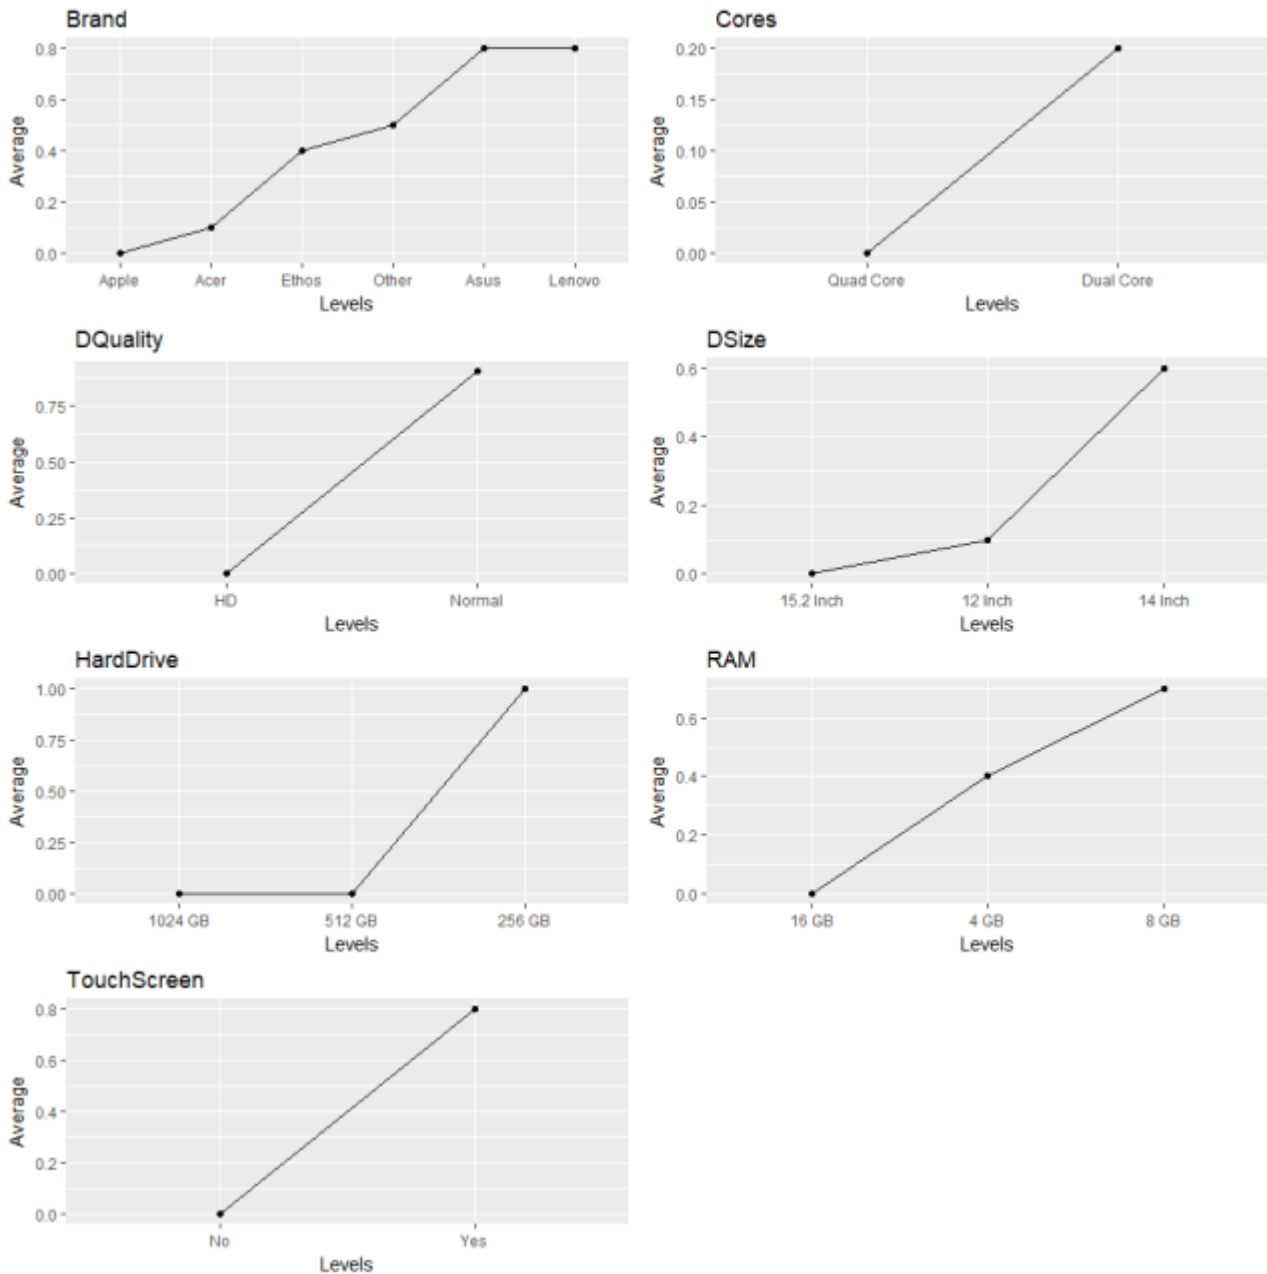 Brand
Average
0.8
0.6
0.4
0.2
0.0
Apple Acer Ethos Other Asus Lenovo
Levels
Cores
Average
0.20
0.15
0.10
0.05
0.00
Quad Core Dual Core
Levels
DQuality
Average
0.75
0.50
0.25
0.00
HD Normal
Levels
DSize
Average
0.6
0.4
0.2
0.0
15.2 Inch 12 Inch 14 Inch
Levels
HardDrive
Average
1.00
0.75
0.50
0.25
0.00
1024 GB 512 GB 256 GB
Levels
RAM
Average
0.6
0.4
0.2
0.0
16 GB 4 GB 8 GB
Levels
TouchScreen
Average
0.8
0.6
0.4
0.2
0.0
No Yes
Levels